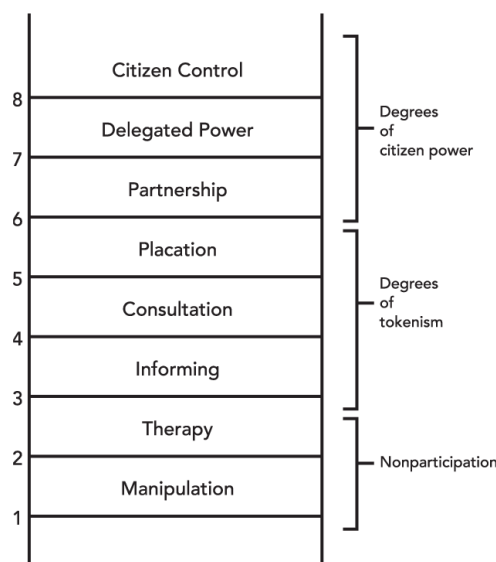 Citizen Control
8
Delegated Power
7
Partnership
6
Placation
5
Consultation
4
Informing
3
Therapy
2
Manipulation
1
Degrees
of
citizen power
Degrees
of
tokenism
Nonparticipation